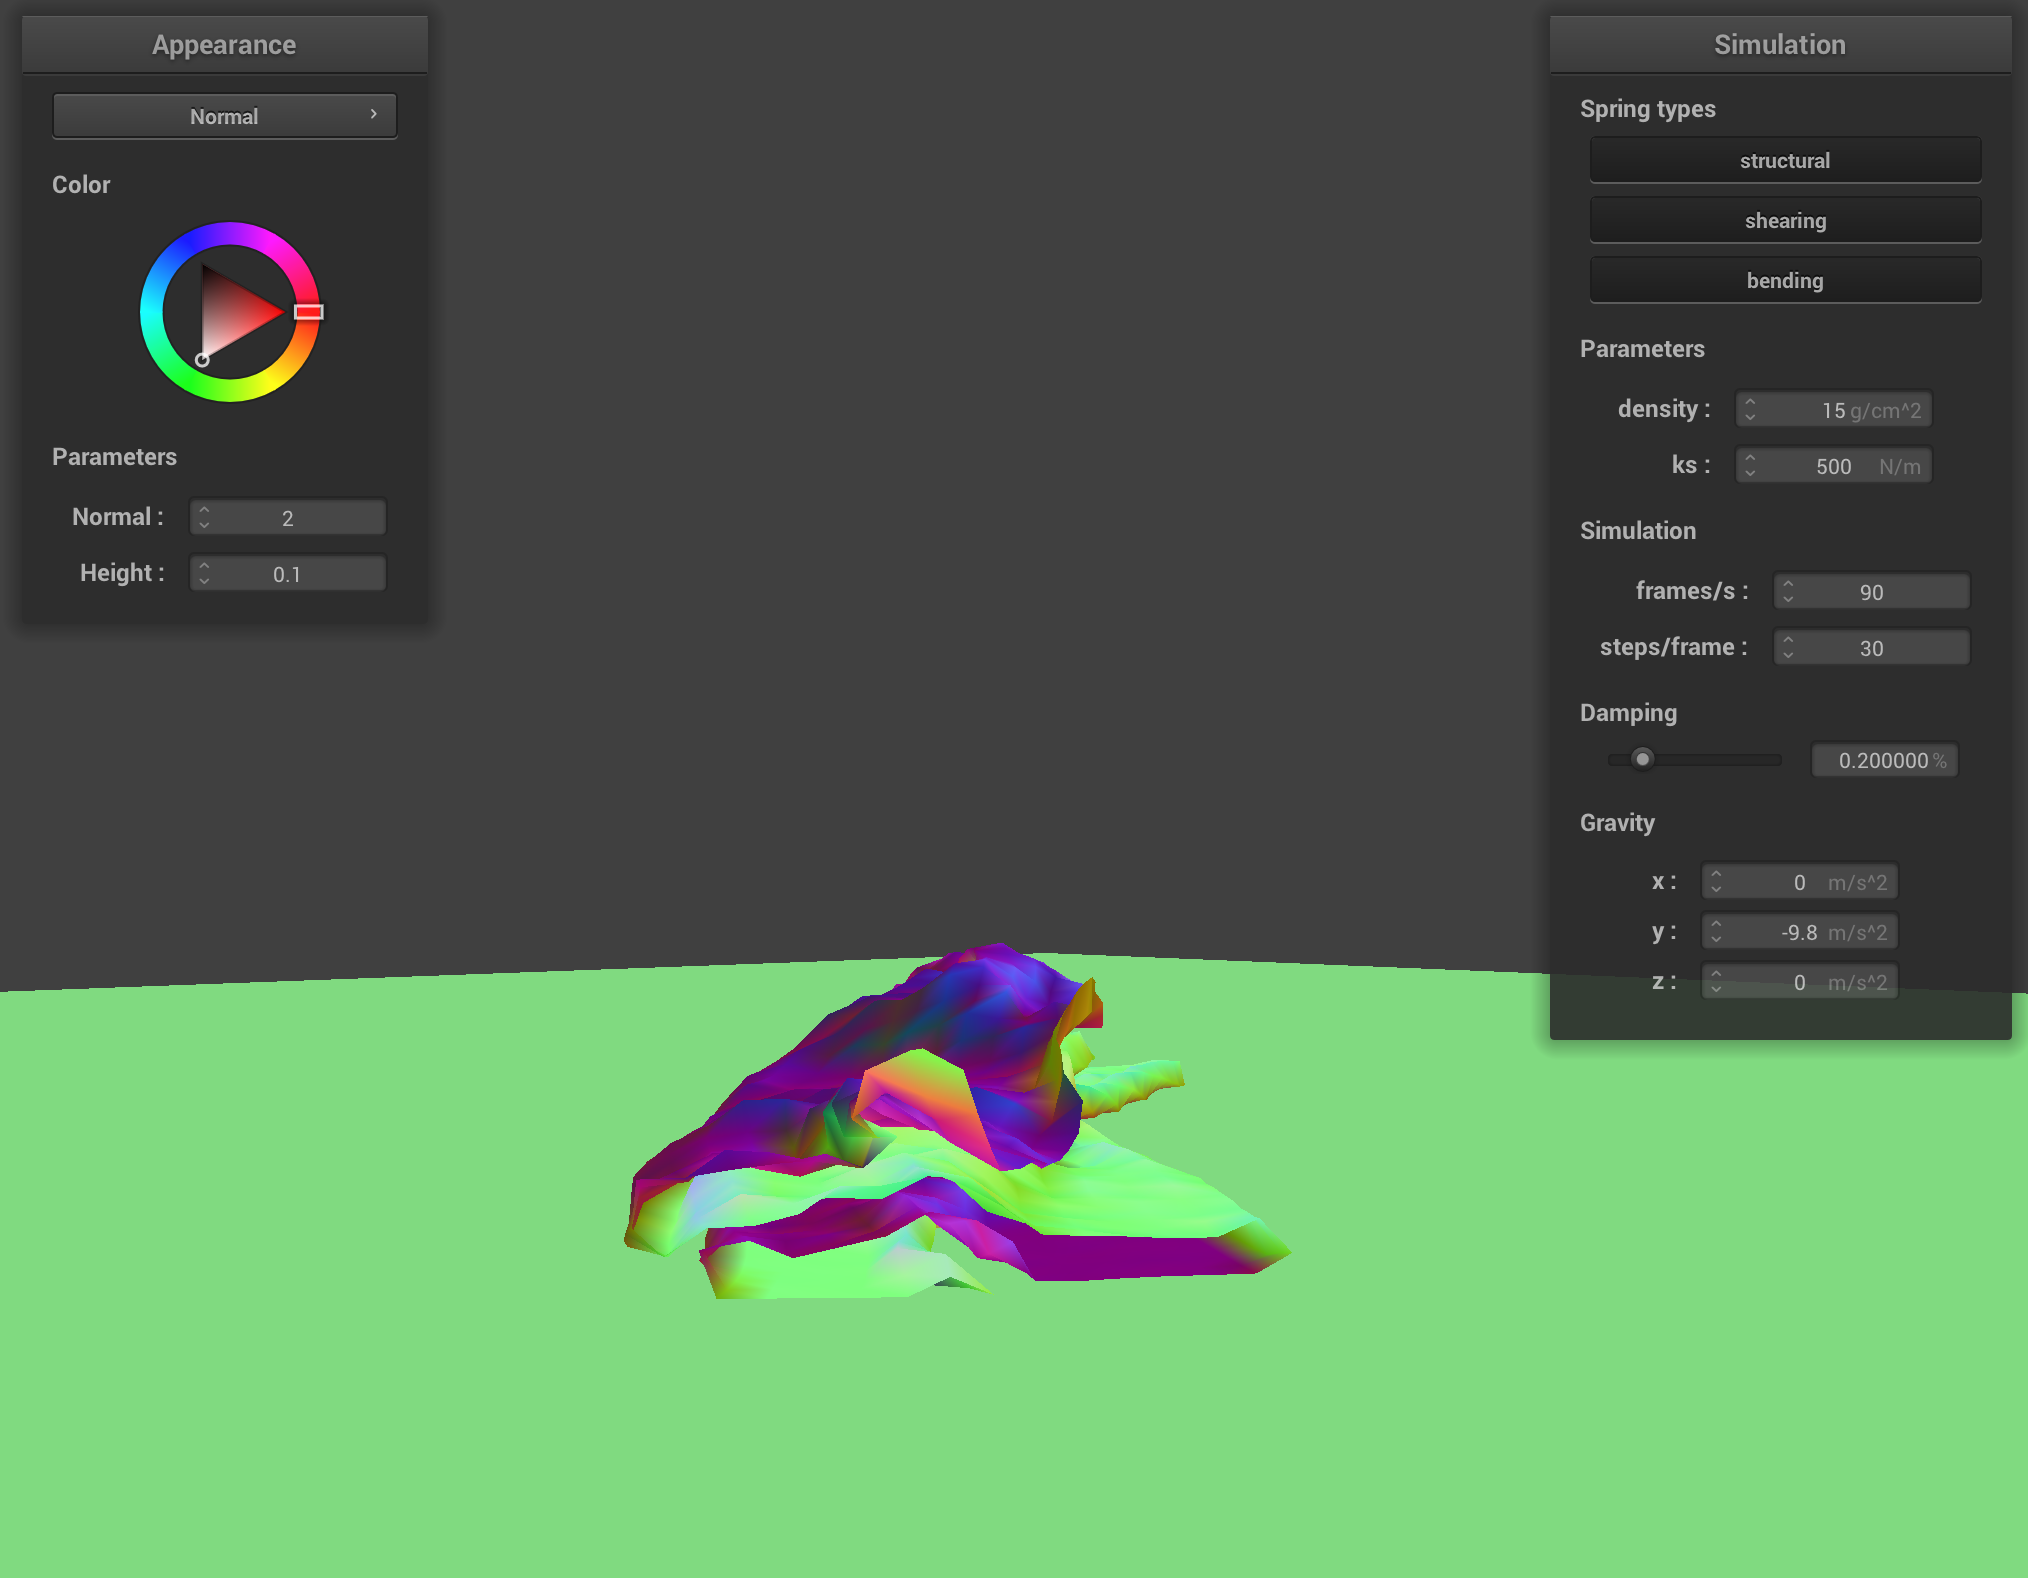 Appearance
Normal
Color
Parameters
Normal : 2
Height : 0.1
Simulation
Spring types
structural
shearing
bending
Parameters
density : 15 g/cm^2
ks : 500 N/m
Simulation
frames/s : 90
steps/frame : 30
Damping
0.200000 %
Gravity
x : 0 m/s^2
y : -9.8 m/s^2
z : 0 m/s^2